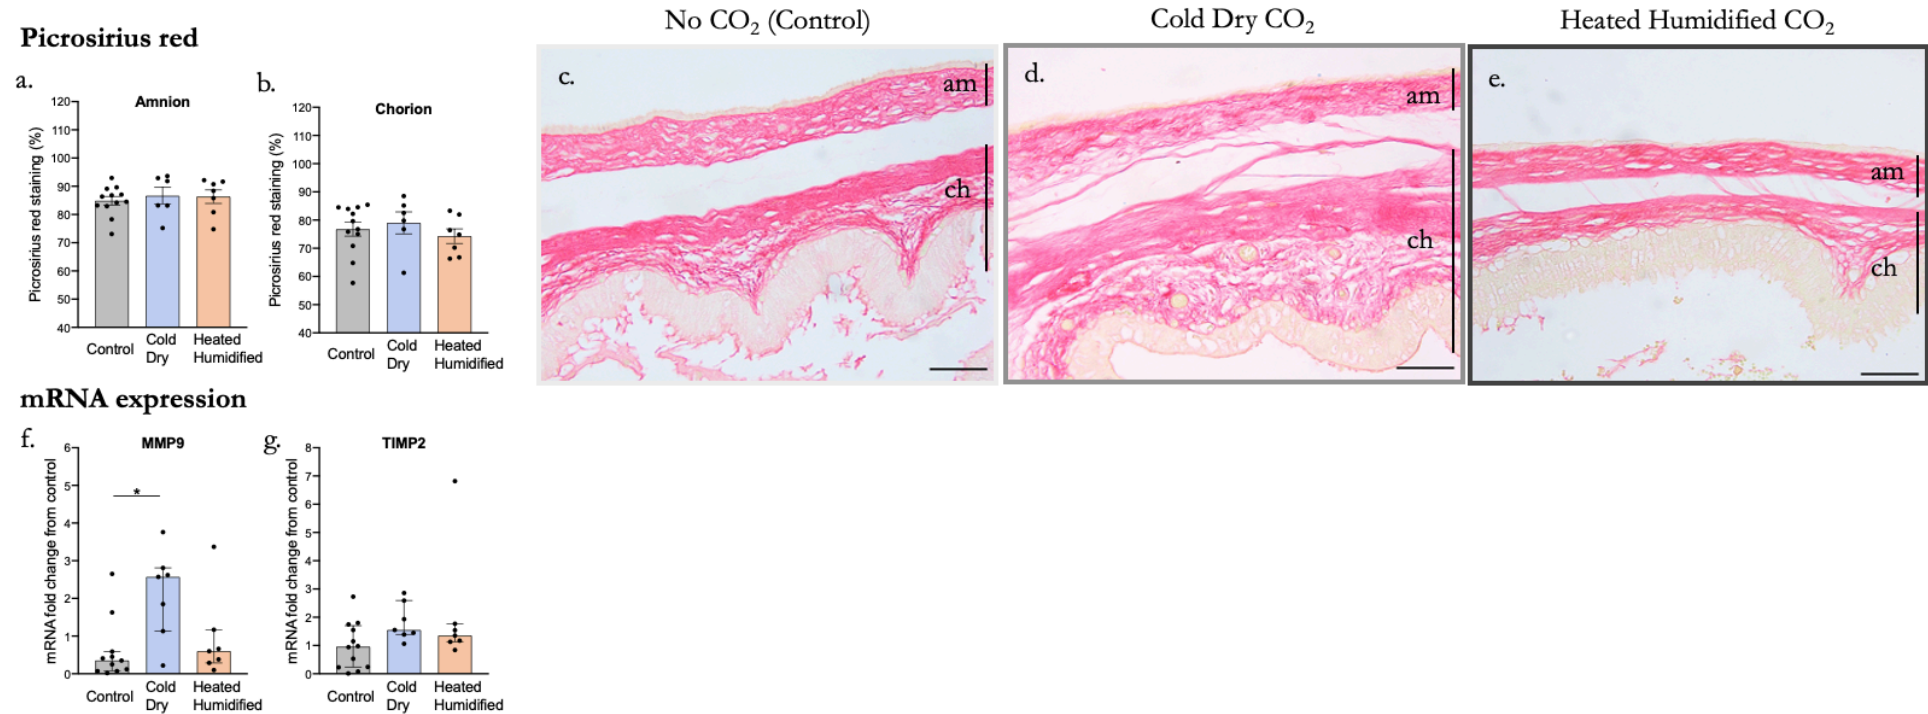 No CO₂ (Control)
Cold Dry CO₂
Heated Humidified CO₂
Picrosirius red
a.
Amnion
Picrosirius red staining (%)
120
110
100
90
80
70
60
50
40
Control
Cold
Dry
Heated
Humidified
b.
Chorion
Picrosirius red staining (%)
120
110
100
90
80
70
60
50
40
Control
Cold
Dry
Heated
Humidified
c.
am
ch
d.
am
ch
e.
am
ch
mRNA expression
f.
MMP9
mRNA fold change from control
6
5
4
3
2
1
0
*
Control
Cold
Dry
Heated
Humidified
g.
TIMP2
mRNA fold change from control
8
7
6
5
4
3
2
1
0
Control
Cold
Dry
Heated
Humidified